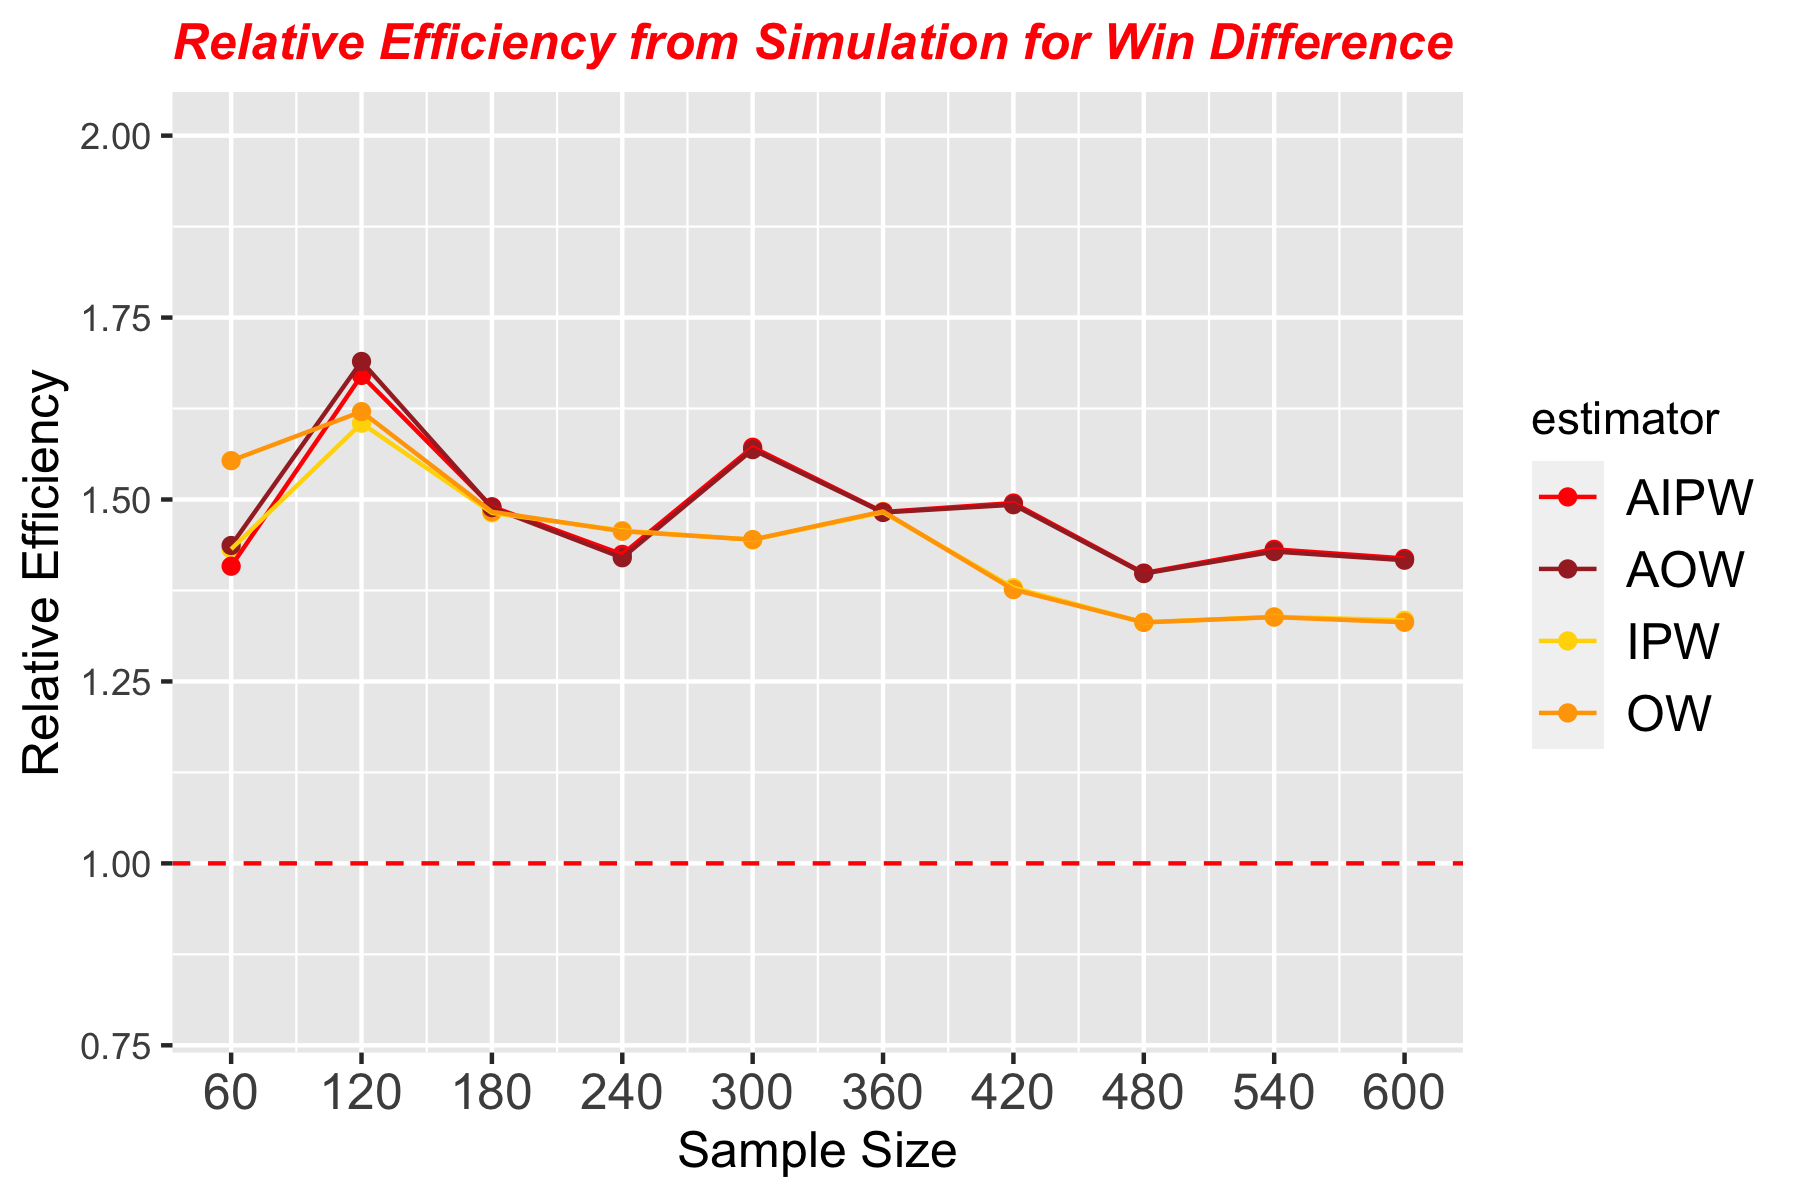 Relative Efficiency from Simulation for Win Difference
Relative Efficiency
2.00
1.75
1.50
1.25
1.00
0.75
60 120 180 240 300 360 420 480 540 600
Sample Size
estimator
AIPW
AOW
IPW
OW